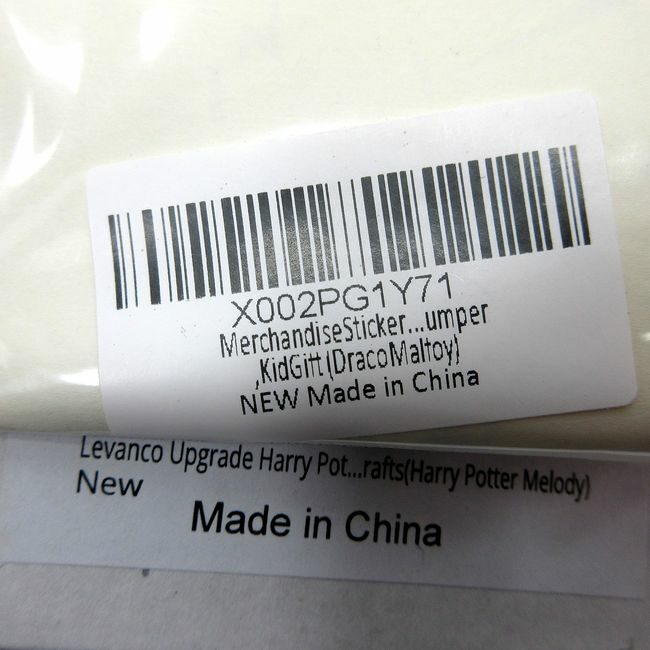 X002PG1Y71
MerchandiseSticker...umper
,KidGift (DracoMalfoy)
NEW Made in China
Levanco Upgrade Harry Pot...rafts(Harry Potter Melody)
New
Made in China